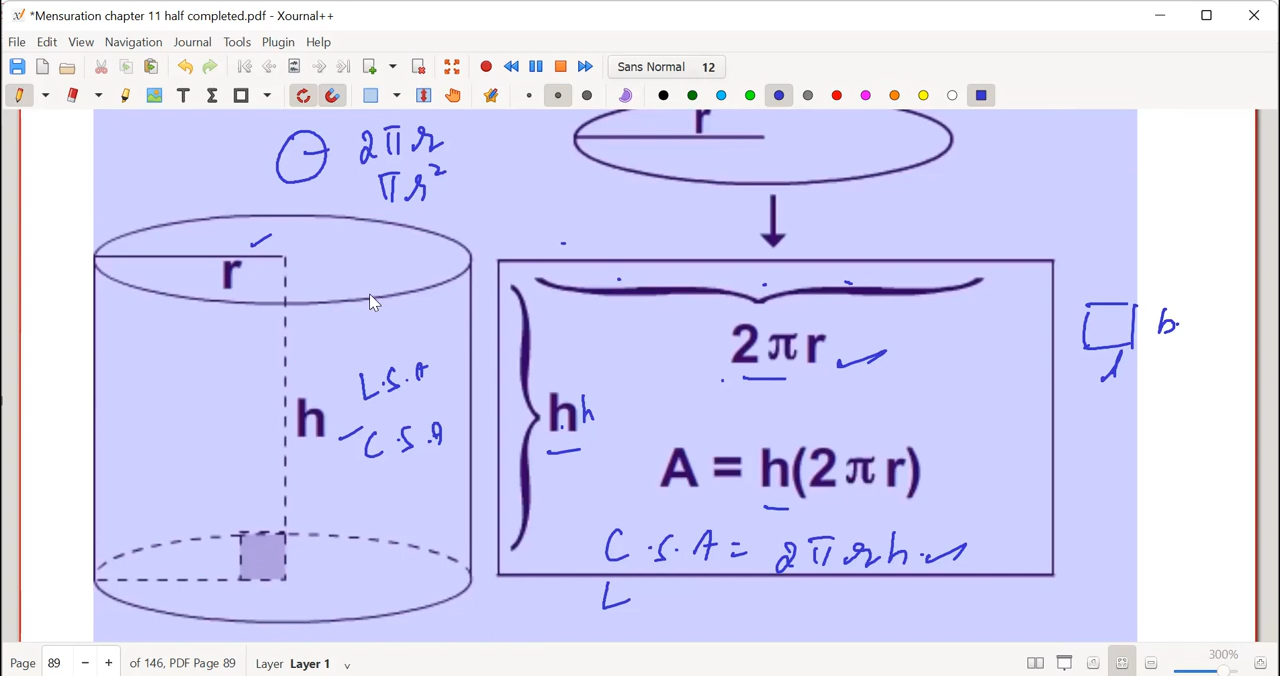 *Mensuration chapter 11 half completed.pdf - Xournal++
File Edit View Navigation Journal Tools Plugin Help
Sans Normal 12
2πr
πr²
r
r
h
L.S.A
C.S.A
2πr
h h
A = h(2πr)
C.S.A = 2πrh.
L
b.
l
Page 89 of 146, PDF Page 89 Layer Layer 1
300%